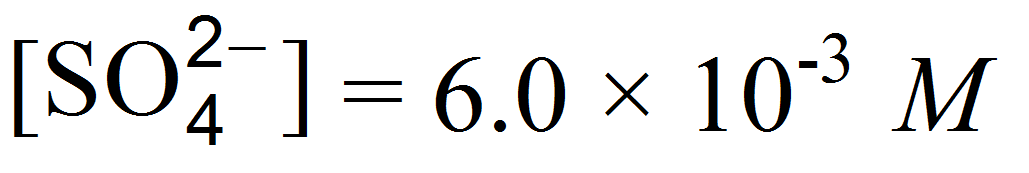 [SO₄²⁻] = 6.0 × 10⁻³ M